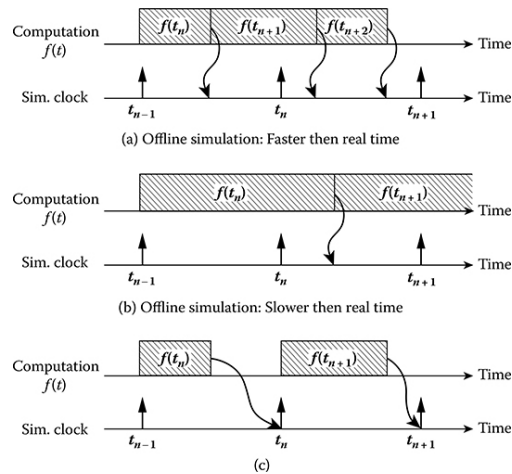 Computation
f(t)
f(tₙ)
f(tₙ₊₁)
f(tₙ₊₂)
Time
Sim. clock
Time
tₙ₋₁
tₙ
tₙ₊₁
(a) Offline simulation: Faster then real time
Computation
f(t)
f(tₙ)
f(tₙ₊₁)
Time
Sim. clock
Time
tₙ₋₁
tₙ
tₙ₊₁
(b) Offline simulation: Slower then real time
Computation
f(t)
f(tₙ)
f(tₙ₊₁)
Time
Sim. clock
Time
tₙ₋₁
tₙ
tₙ₊₁
(c)